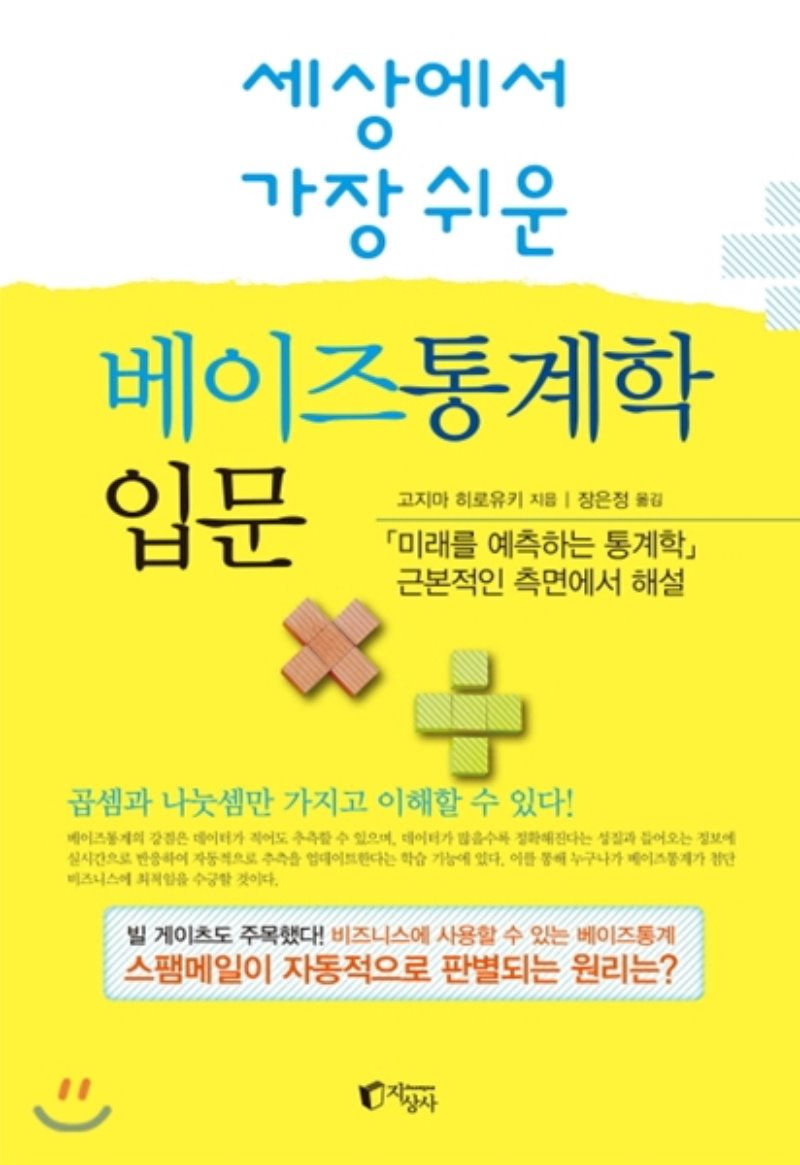 세상에서
가장 쉬운
베이즈통계학
입문
고지마 히로유키 지음 | 장은정 옮김
「미래를 예측하는 통계학」
근본적인 측면에서 해설
곱셈과 나눗셈만 가지고 이해할 수 있다!
베이즈통계의 강점은 데이터가 적어도 추측할 수 있으며, 데이터가 많을수록 정확해진다는 성질과 들어오는 정보에
실시간으로 반응하여 자동적으로 추측을 업데이트한다는 학습 기능에 있다. 이를 통해 누구나가 베이즈통계가 첨단
비즈니스에 최적임을 수긍할 것이다.
빌 게이츠도 주목했다! 비즈니스에 사용할 수 있는 베이즈통계
스팸메일이 자동적으로 판별되는 원리는?
지상사